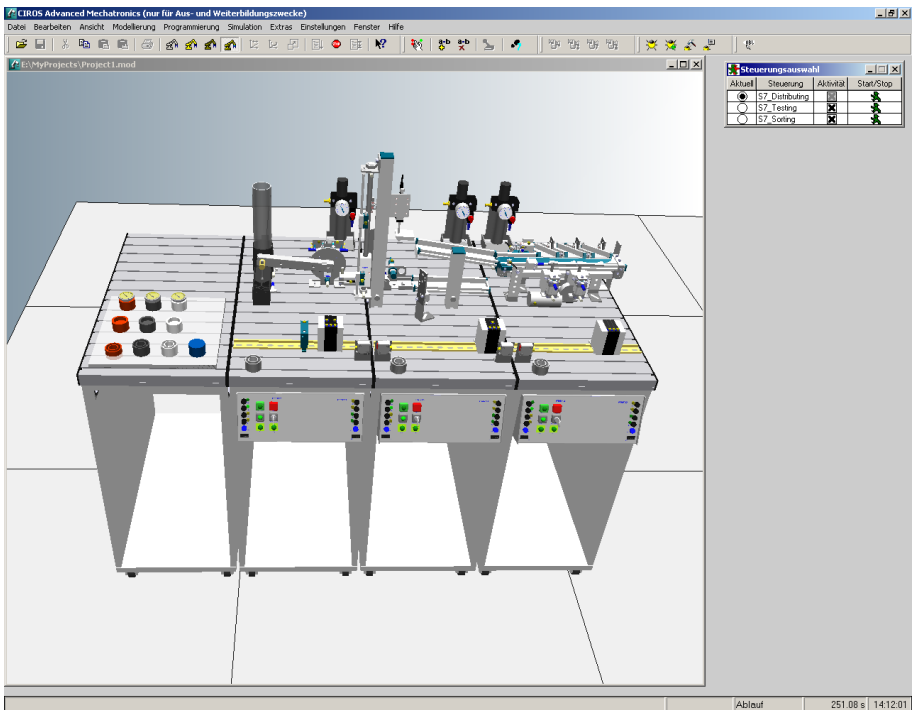 CIROS Advanced Mechatronics (nur für Aus- und Weiterbildungszwecke)
Datei Bearbeiten Ansicht Modellierung Programmierung Simulation Extras Einstellungen Fenster Hilfe
E:\MyProjects\Project1.mod
Steuerungsauswahl
Aktuell Steuerung Aktivität Start/Stop
S7_Distributing
S7_Testing
S7_Sorting
Ablauf 251.08 s 14:12:01